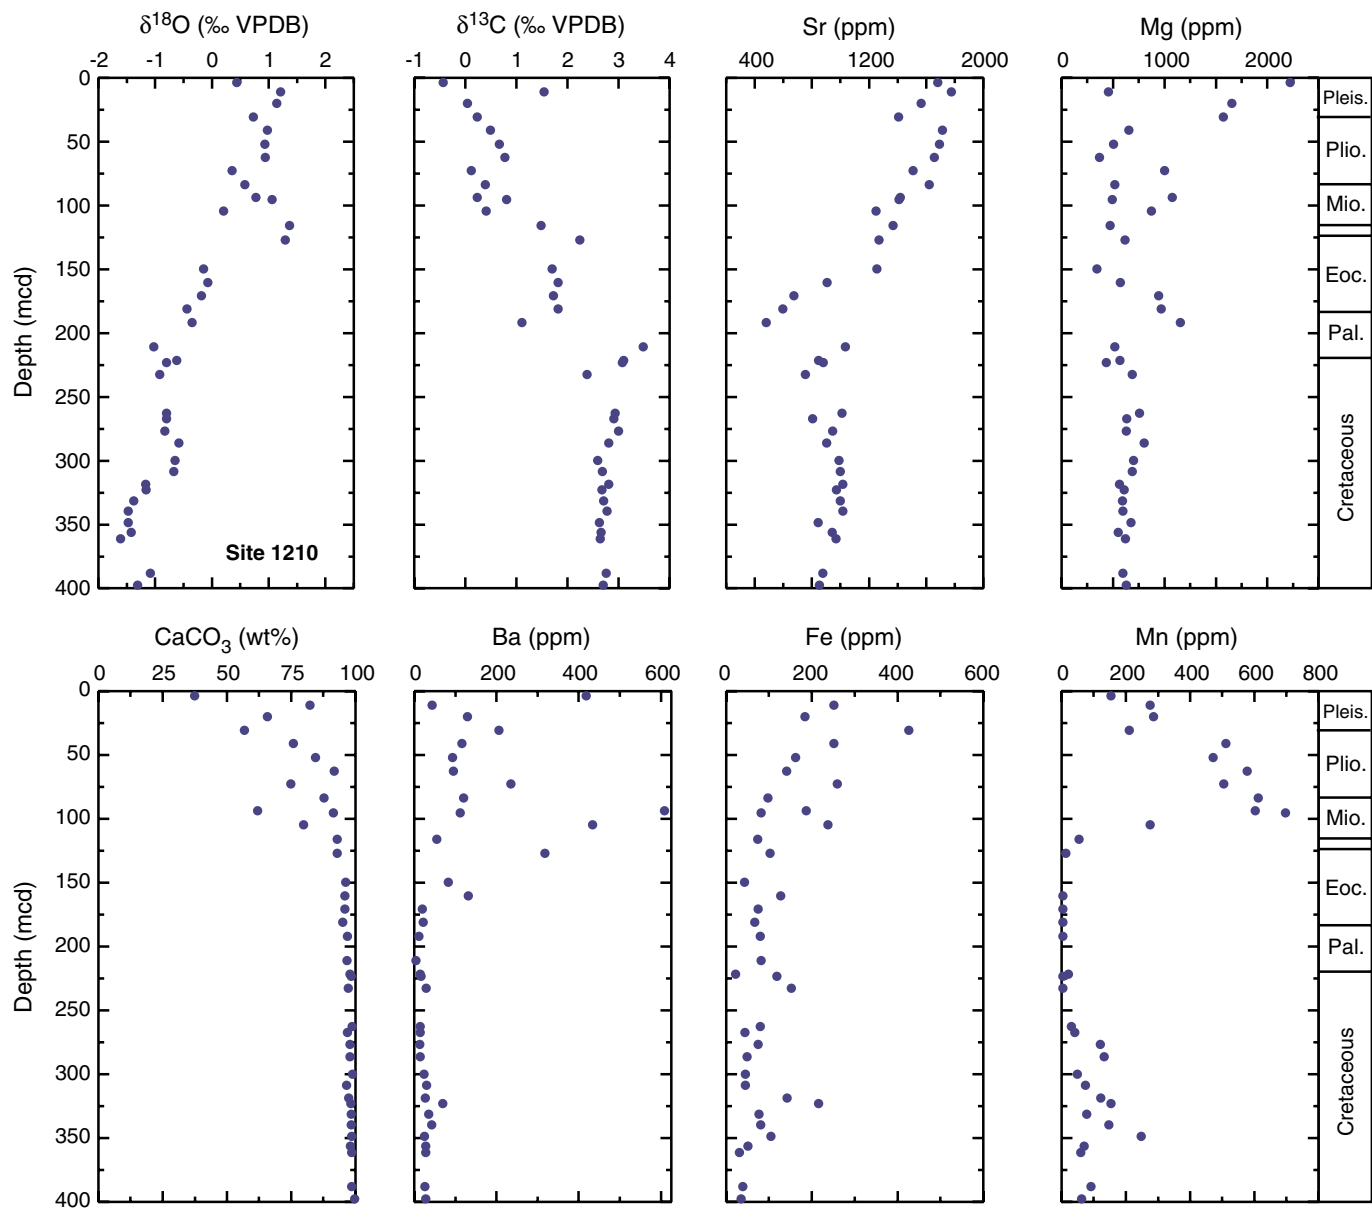 δ18O (‰ VPDB) δ13C (‰ VPDB) Sr (ppm) Mg (ppm)
-2 -1 0 1 2 -1 0 1 2 3 4 400 1200 2000 0 1000 2000
0
50
100
150
200
250
300
350
400
Depth (mcd)
Site 1210
Pleis.
Plio.
Mio.
Eoc.
Pal.
Cretaceous
CaCO3 (wt%) Ba (ppm) Fe (ppm) Mn (ppm)
0 25 50 75 100 0 200 400 600 0 200 400 600 0 200 400 600 800
0
50
100
150
200
250
300
350
400
Depth (mcd)
Pleis.
Plio.
Mio.
Eoc.
Pal.
Cretaceous